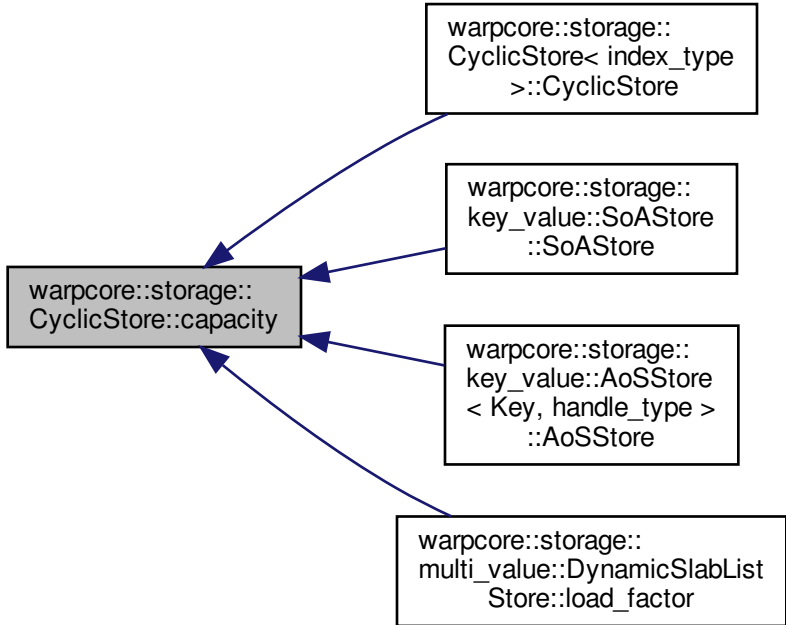 warpcore::storage::
CyclicStore< index_type
>::CyclicStore
warpcore::storage::
key_value::SoAStore
::SoAStore
warpcore::storage::
CyclicStore::capacity
warpcore::storage::
key_value::AoSStore
< Key, handle_type >
::AoSStore
warpcore::storage::
multi_value::DynamicSlabList
Store::load_factor